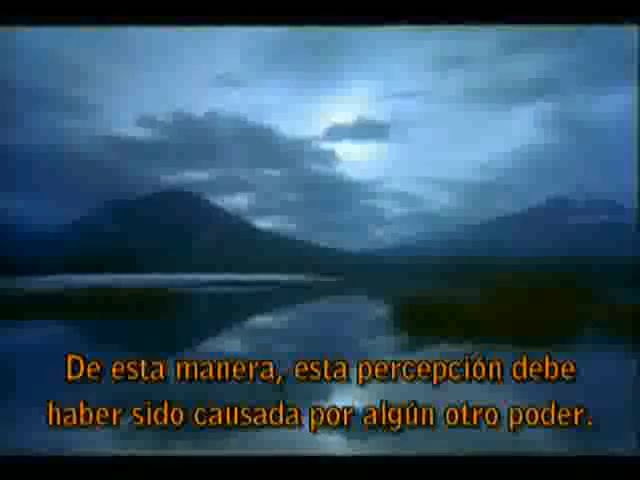 De esta manera, esta percepción debe
haber sido causada por algún otro poder.